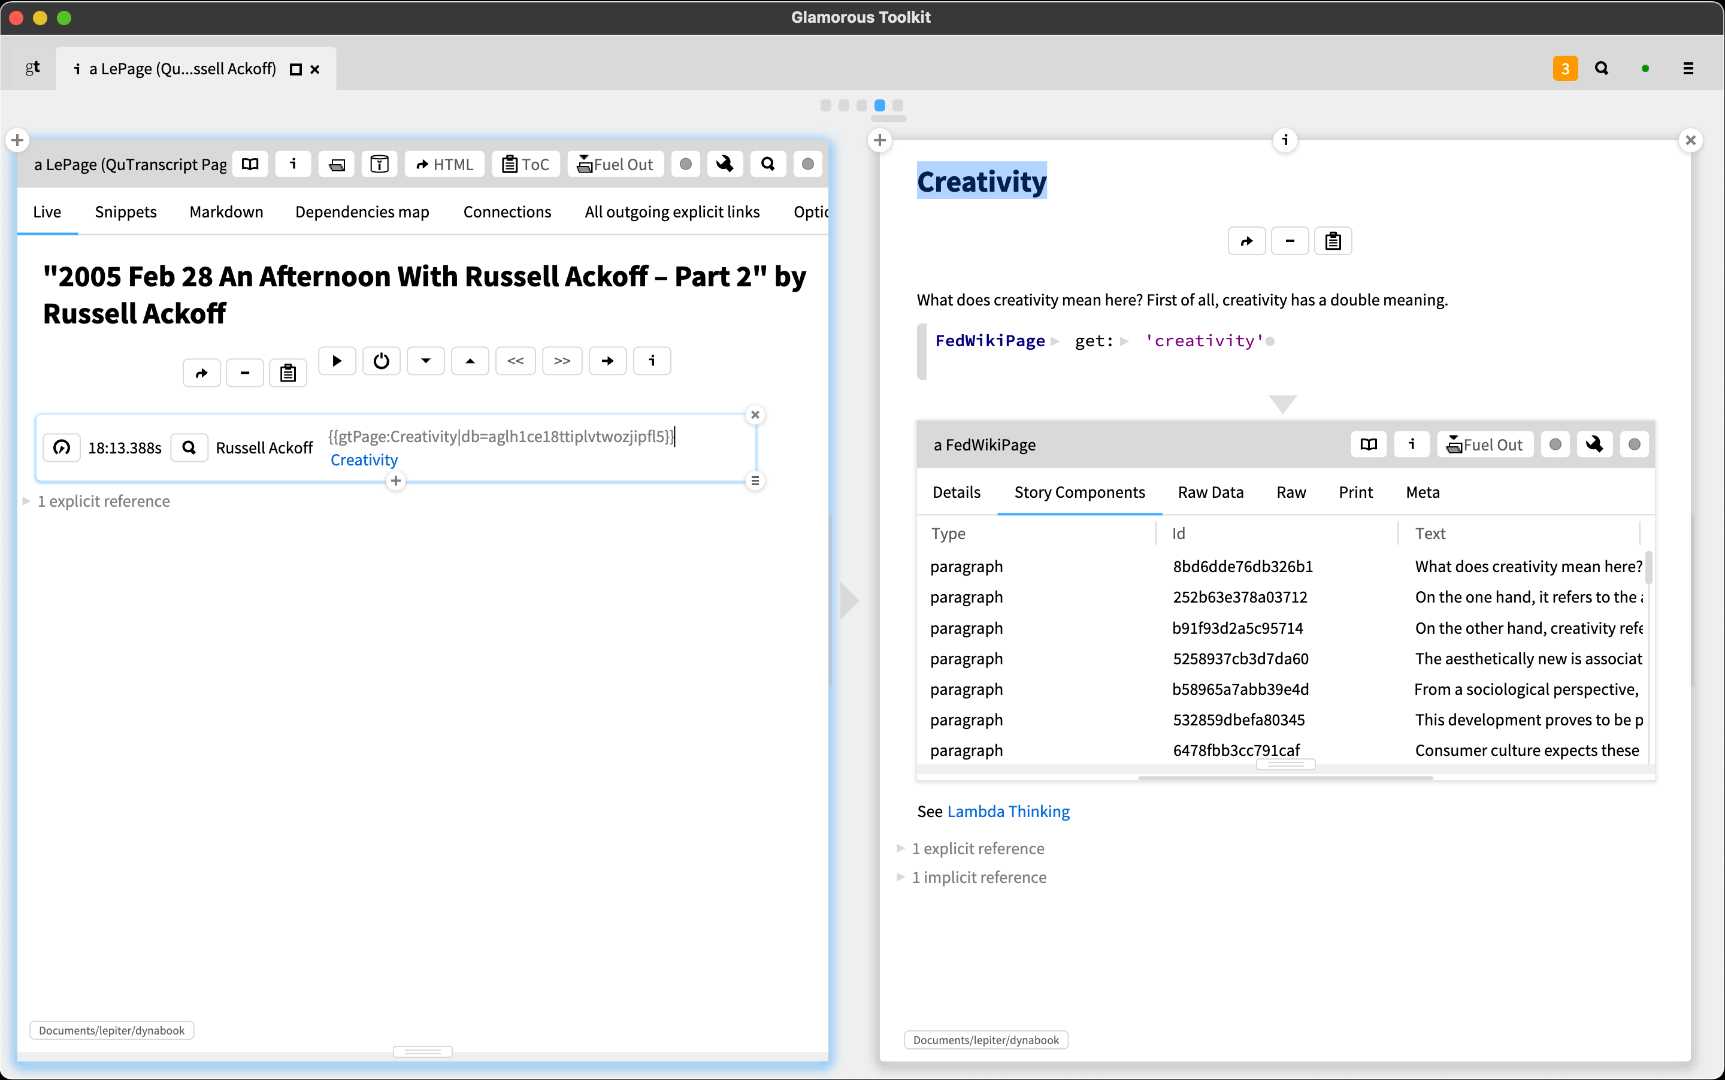 Glamorous Toolkit
gt
i a LePage (Qu...ssell Ackoff)
3
a LePage (QuTranscript Pag
i
HTML
ToC
Fuel Out
Live
Snippets
Markdown
Dependencies map
Connections
All outgoing explicit links
Optic
"2005 Feb 28 An Afternoon With Russell Ackoff – Part 2" by
Russell Ackoff
<<
>>
i
18:13.388s
Russell Ackoff
{{gtPage:Creativity|db=aglh1ce18ttiplvtwozjipfl5}}
Creativity
1 explicit reference
Documents/lepiter/dynabook
i
Creativity
What does creativity mean here? First of all, creativity has a double meaning.
FedWikiPage get: 'creativity'
a FedWikiPage
i
Fuel Out
Details
Story Components
Raw Data
Raw
Print
Meta
Type Id Text
paragraph 8bd6dde76db326b1 What does creativity mean here?
paragraph 252b63e378a03712 On the one hand, it refers to the a
paragraph b91f93d2a5c95714 On the other hand, creativity refe
paragraph 5258937cb3d7da60 The aesthetically new is associat
paragraph b58965a7abb39e4d From a sociological perspective,
paragraph 532859dbefa80345 This development proves to be p
paragraph 6478fbb3cc791caf Consumer culture expects these
See Lambda Thinking
1 explicit reference
1 implicit reference
Documents/lepiter/dynabook